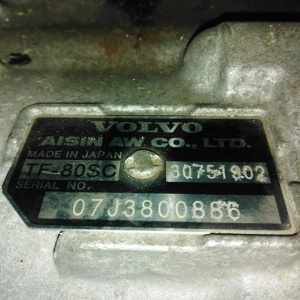 VOLVO
AISIN AW CO., LTD.
MADE IN JAPAN
TF-80SC 30751902
SERIAL NO.
07J3800886